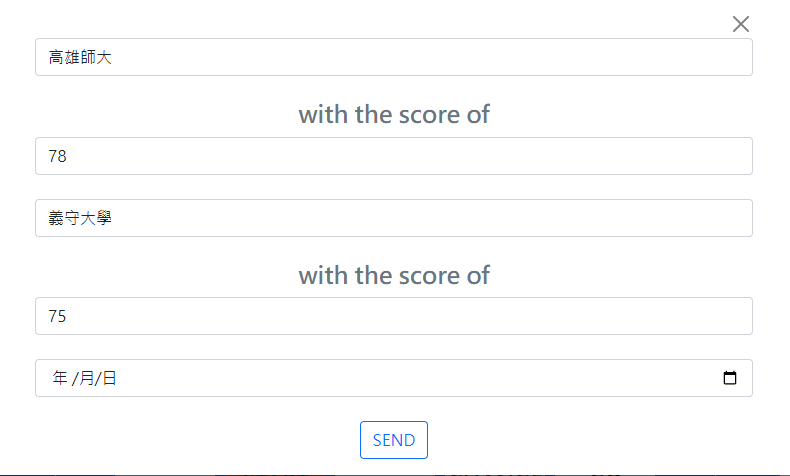 高雄師大
with the score of
78
義守大學
with the score of
75
年 /月/日
SEND